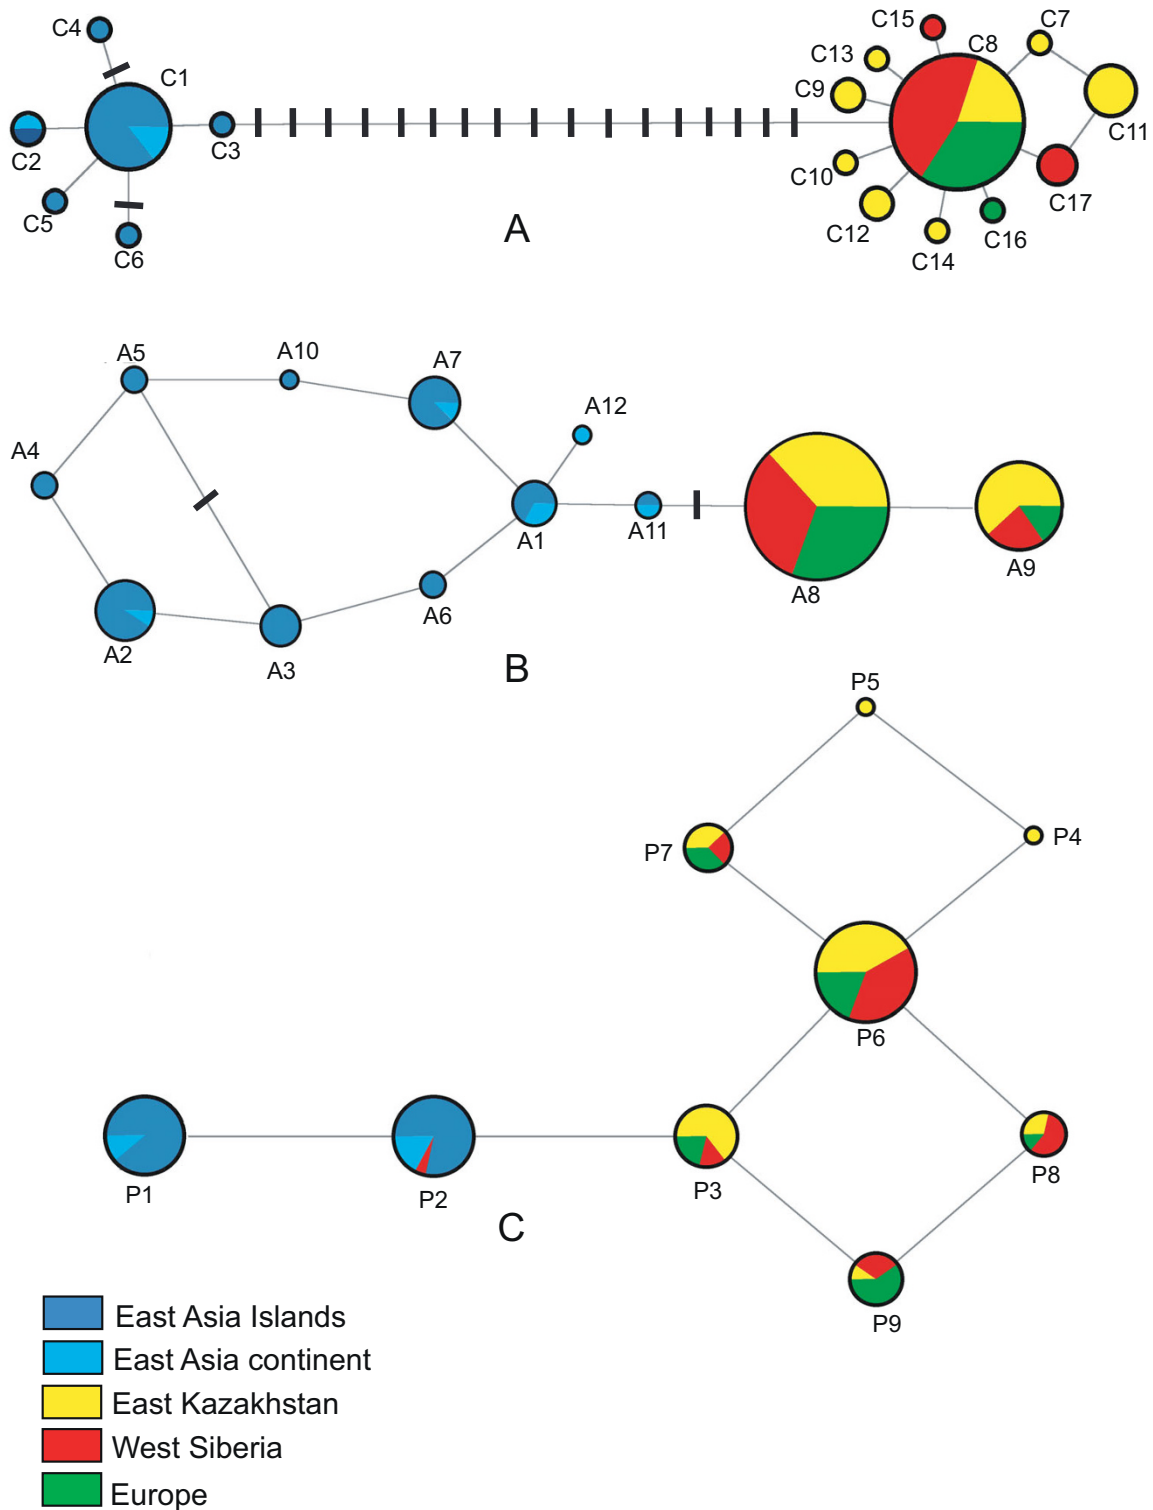 C4
C1
C2
C3
C5
C6
A
C15
C8
C7
C13
C9
C11
C10
C17
C12
C16
C14
A5
A10
A7
A12
A4
A1
A11
A9
A8
A6
A2
A3
B
P5
P7
P4
P6
P1
P2
P3
P8
P9
C
East Asia Islands
East Asia continent
East Kazakhstan
West Siberia
Europe